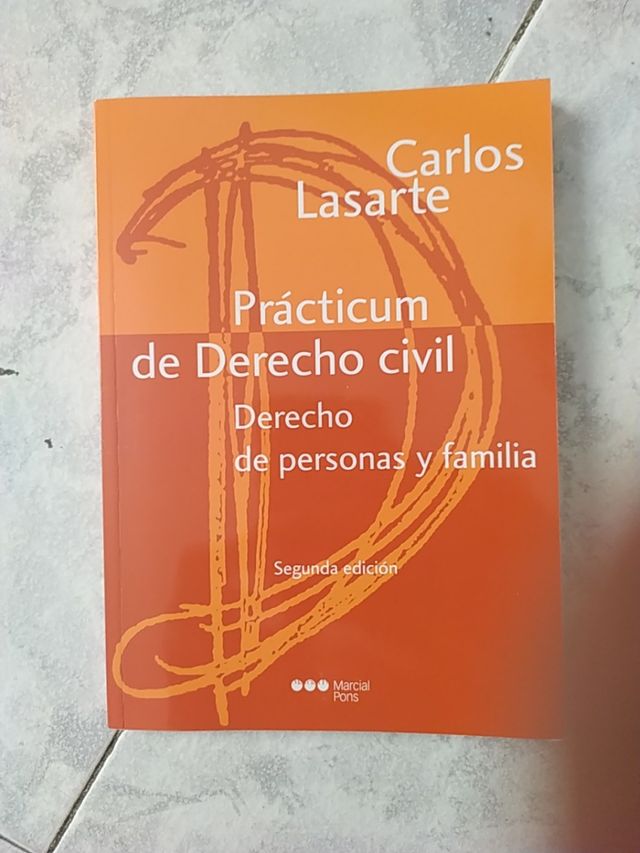 Carlos
Lasarte
Prácticum
de Derecho civil
Derecho
de personas y familia
Segunda edición
Marcial
Pons